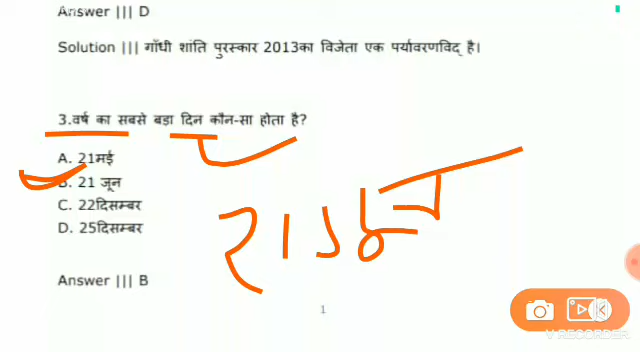 Answer ||| D
Solution ||| गाँधी शांति पुरस्कार 2013का विजेता एक पर्यावरणविद् है।
3.वर्ष का सबसे बड़ा दिन कौन-सा होता है?
A. 21मई
B. 21 जून
C. 22दिसम्बर
D. 25दिसम्बर
Answer ||| B
1
V RECORDER